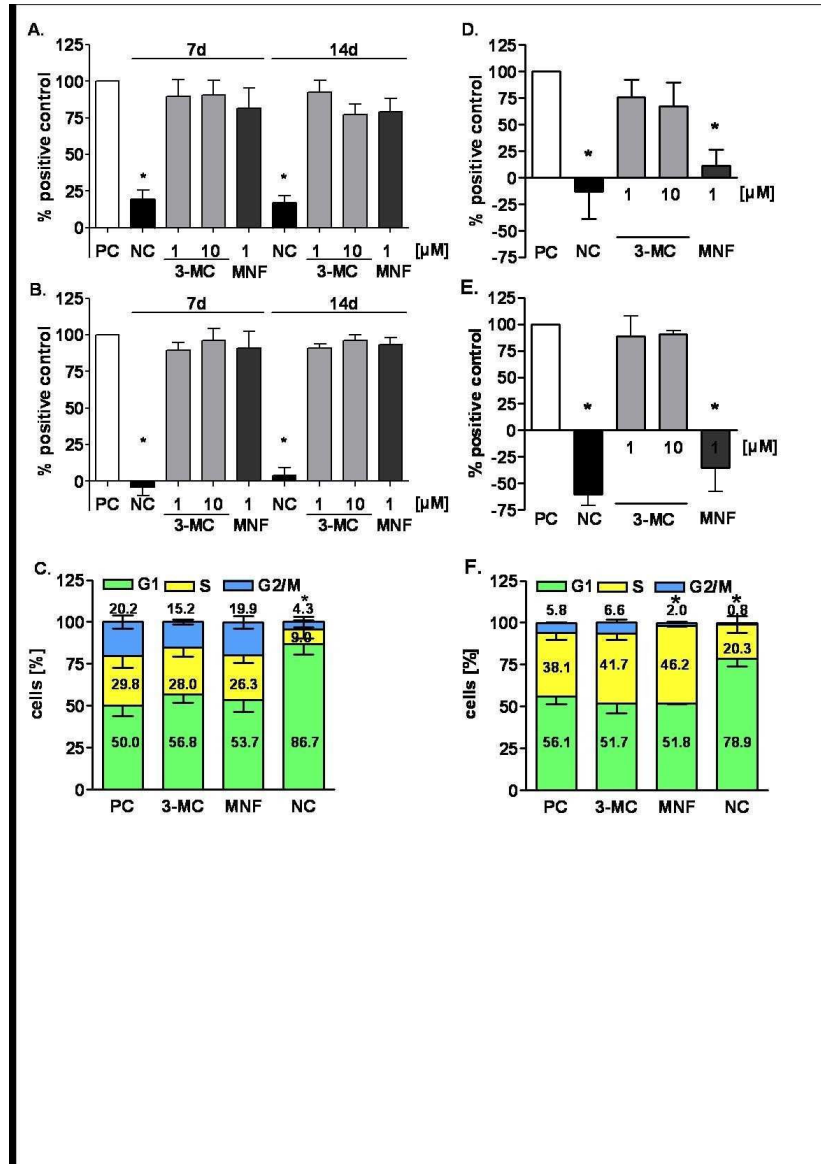 A.
7d 14d
% positive control
125
100
75
50
25
0
*
*
PC NC 1 10 1 NC 1 10 1 [µM]
3-MC MNF 3-MC MNF
B.
7d 14d
% positive control
125
100
75
50
25
0
*
*
PC NC 1 10 1 NC 1 10 1 [µM]
3-MC MNF 3-MC MNF
C.
G1 S G2/M
cells [%]
125
100
75
50
25
0
*
20.2 15.2 19.9 4.3
29.8 28.0 26.3 9.0
50.0 56.8 53.7 86.7
PC 3-MC MNF NC
D.
% positive control
125
100
75
50
25
0
-25
-50
-75
*
*
1 10 1 [µM]
PC NC 3-MC MNF
E.
% positive control
125
100
75
50
25
0
-25
-50
-75
*
*
1 10 1 [µM]
PC NC 3-MC MNF
F.
G1 S G2/M
cells [%]
125
100
75
50
25
0
* *
5.8 6.6 2.0 0.8
38.1 41.7 46.2 20.3
56.1 51.7 51.8 78.9
PC 3-MC MNF NC